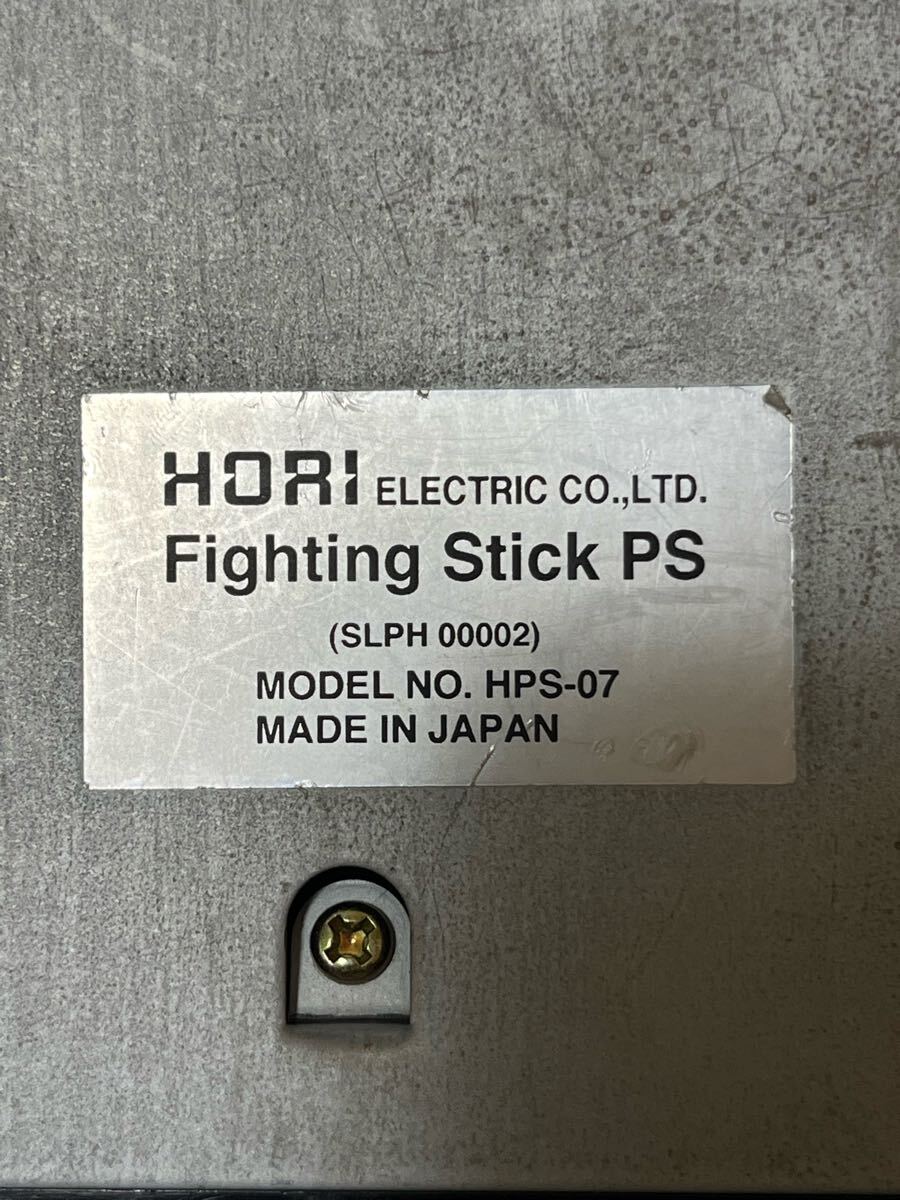 HORI ELECTRIC CO.,LTD.
Fighting Stick PS
(SLPH 00002)
MODEL NO. HPS-07
MADE IN JAPAN